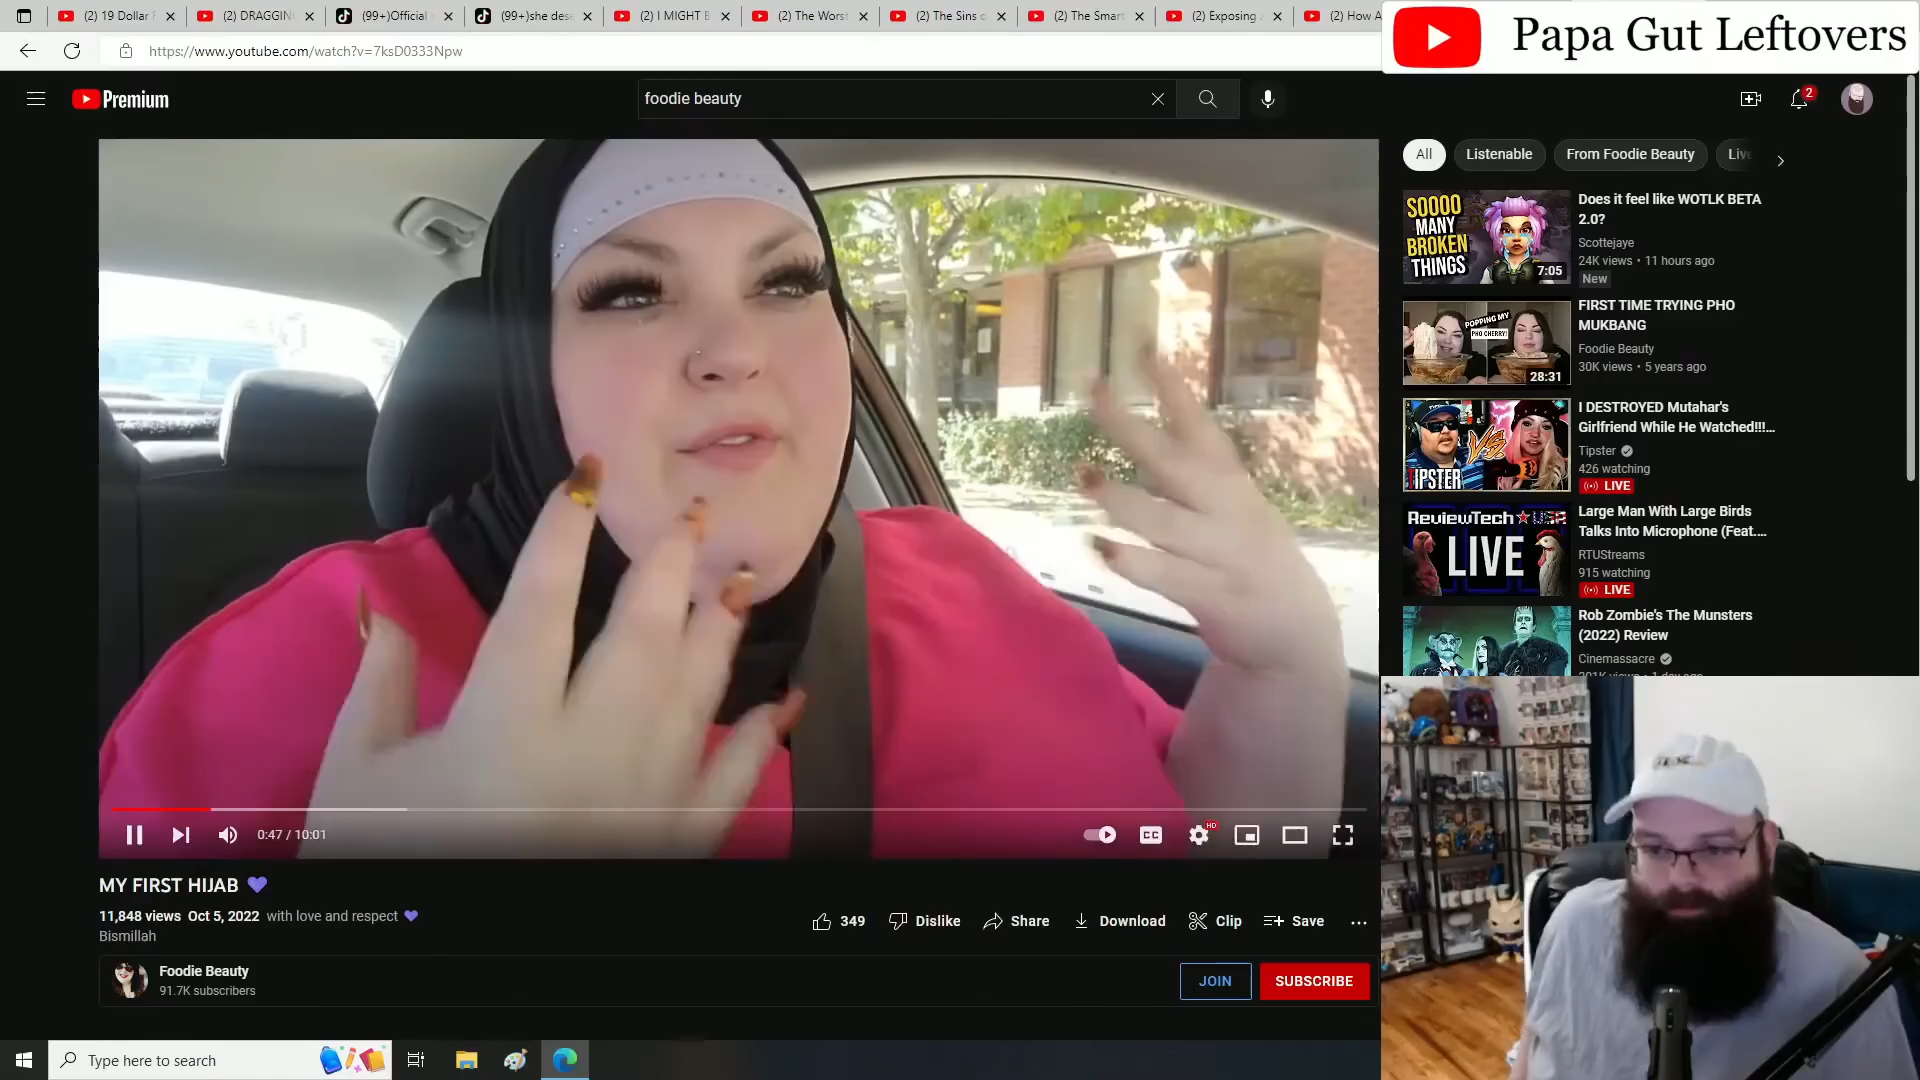 (2) 19 Dollar F
(2) DRAGGIN
(99+)Official
(99+)she des
(2) I MIGHT B
(2) The Worst
(2) The Sins o
(2) The Smart
(2) Exposing a
(2) How A
Papa Gut Leftovers
https://www.youtube.com/watch?v=7ksD0333Npw
Premium
foodie beauty
2
All
Listenable
From Foodie Beauty
Live
SOOOO
MANY
BROKEN
THINGS
7:05
Does it feel like WOTLK BETA
2.0?
Scottejaye
24K views • 11 hours ago
New
POPPING MY
PHO CHERRY!
28:31
FIRST TIME TRYING PHO
MUKBANG
Foodie Beauty
30K views • 5 years ago
VS
TIPSTER
I DESTROYED Mutahar's
Girlfriend While He Watched!!!...
Tipster
426 watching
LIVE
ReviewTech USA
LIVE
Large Man With Large Birds
Talks Into Microphone (Feat....
RTUStreams
915 watching
LIVE
Rob Zombie's The Munsters
(2022) Review
Cinemassacre
0:47 / 10:01
CC
HD
MY FIRST HIJAB 💜
11,848 views Oct 5, 2022 with love and respect 💜
Bismillah
349
Dislike
Share
Download
Clip
Save
Foodie Beauty
91.7K subscribers
JOIN
SUBSCRIBE
Type here to search